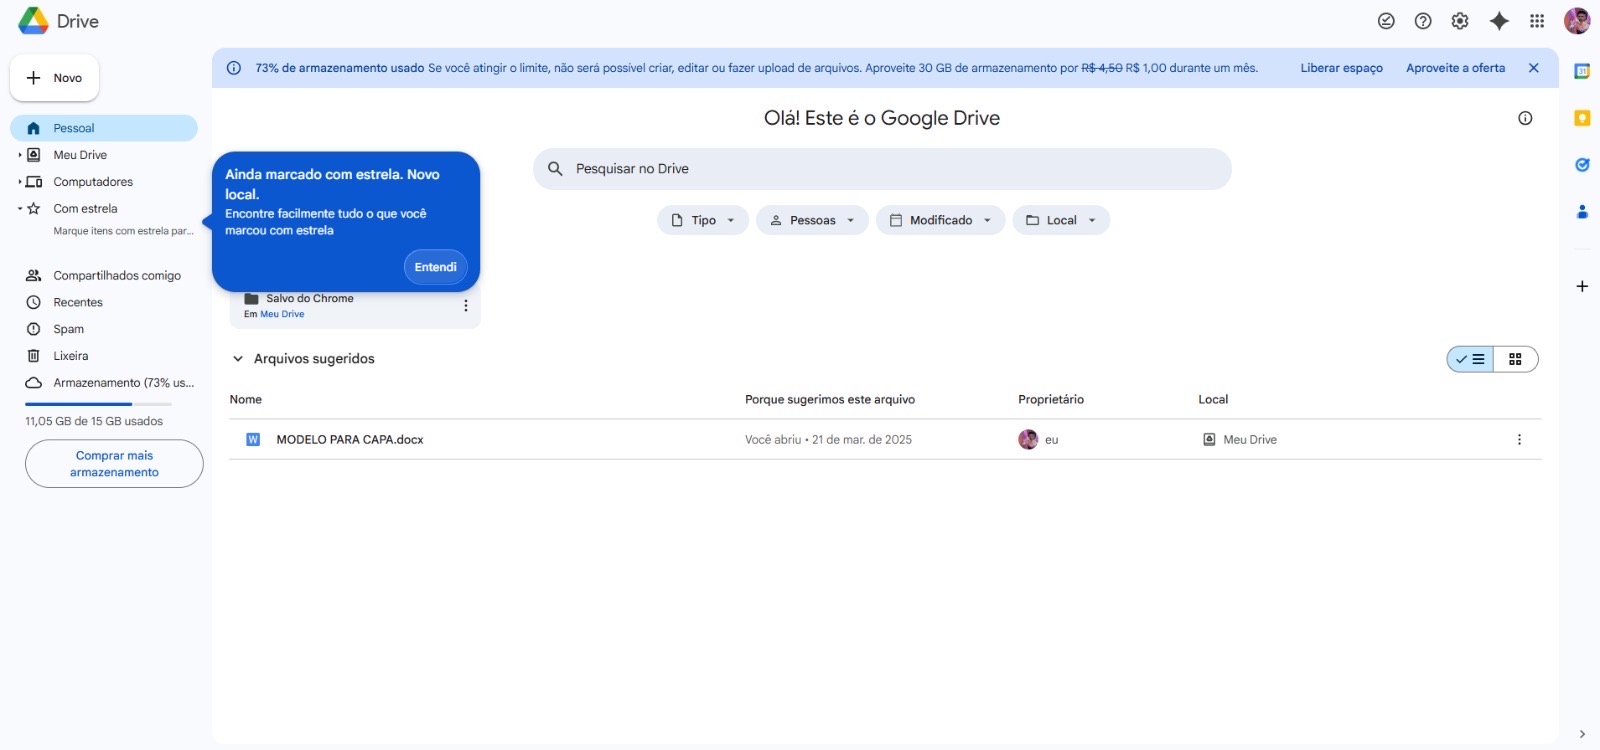 Drive
Novo
73% de armazenamento usado Se você atingir o limite, não será possível criar, editar ou fazer upload de arquivos. Aproveite 30 GB de armazenamento por R$ 4,50 R$ 1,00 durante um mês.
Liberar espaço
Aproveite a oferta
Pessoal
Meu Drive
Computadores
Com estrela
Marque itens com estrela par...
Compartilhados comigo
Recentes
Spam
Lixeira
Armazenamento (73% us...
11,05 GB de 15 GB usados
Comprar mais
armazenamento
Olá! Este é o Google Drive
Pesquisar no Drive
Tipo
Pessoas
Modificado
Local
Ainda marcado com estrela. Novo
local.
Encontre facilmente tudo o que você
marcou com estrela
Entendi
Salvo do Chrome
Em Meu Drive
Arquivos sugeridos
Nome
Porque sugerimos este arquivo
Proprietário
Local
W
MODELO PARA CAPA.docx
Você abriu • 21 de mar. de 2025
eu
Meu Drive
31